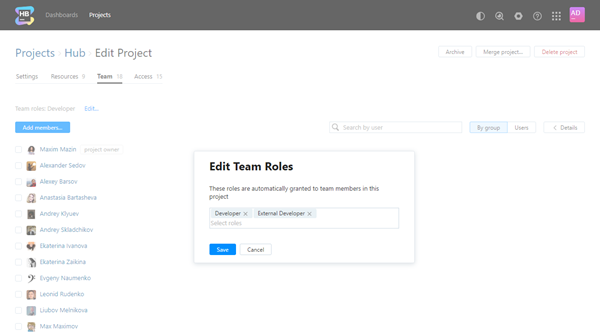 HB
Dashboards Projects
AD
Projects Hub Edit Project
Archive Merge project... Delete project
Settings Resources 9 Team 18 Access 15
Team roles: Developer Edit...
Add members...
Search by user
By group Users Details
Maxim Mazin project owner
Alexander Sedov
Alexey Barsov
Anastasia Bartasheva
Andrey Klyuev
Andrey Skladchikov
Ekaterina Ivanova
Ekaterina Zaikina
Evgeny Naumenko
Leonid Rudenko
Liubov Melnikova
Max Maximov
Edit Team Roles
These roles are automatically granted to team members in this
project
Developer External Developer
Select roles
Save Cancel